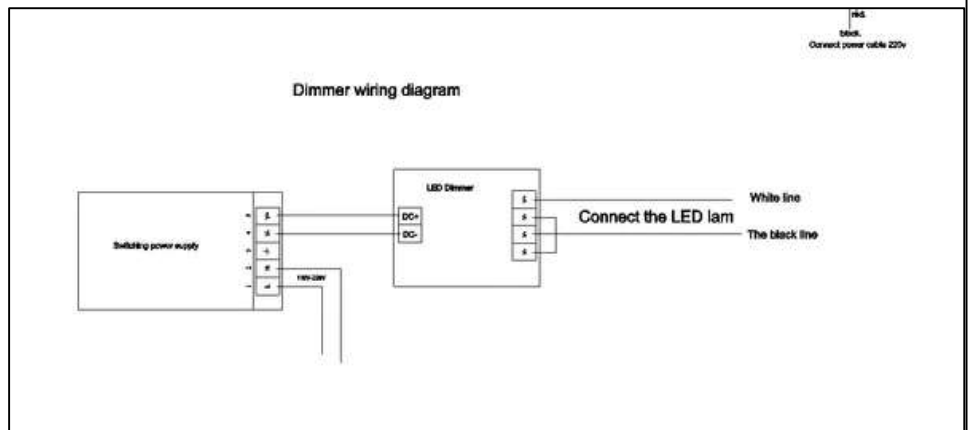 red.
black.
Connect power cable 220v
Dimmer wiring diagram
LED Dimmer
White line
DC+
Connect the LED lam
DC-
The black line
Switching power supply